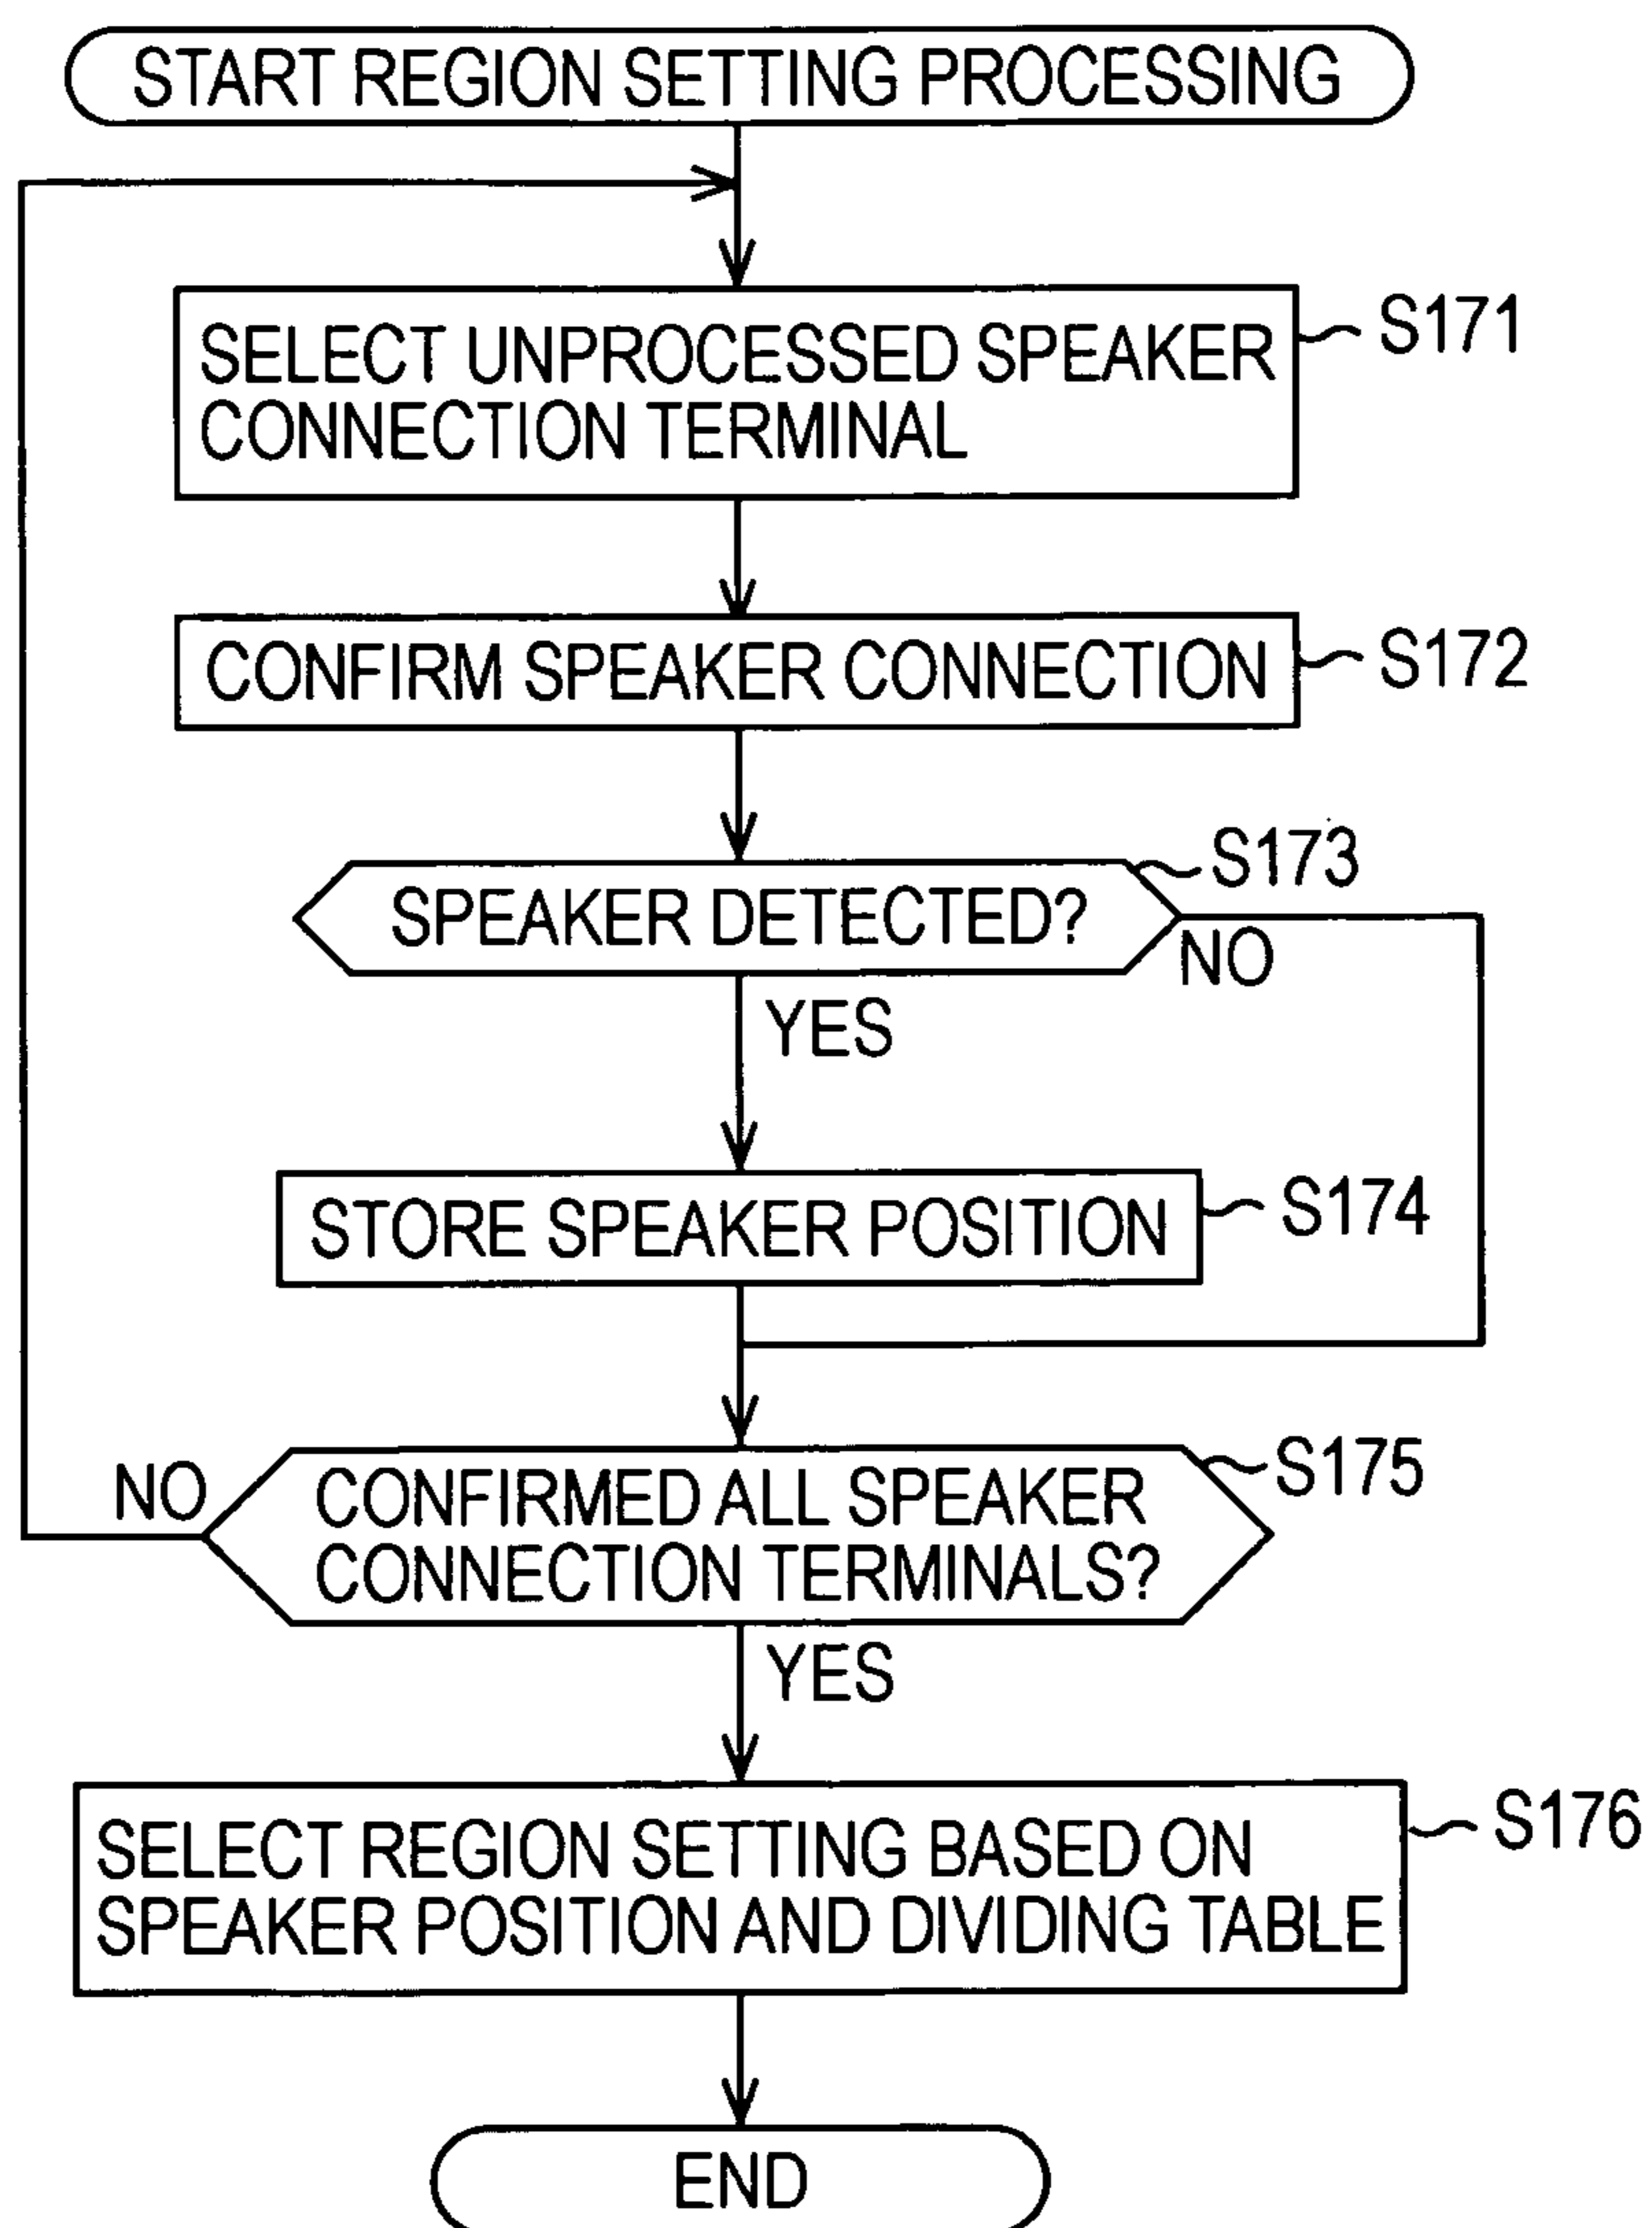 START REGION SETTING PROCESSING
SELECT UNPROCESSED SPEAKER
CONNECTION TERMINAL
S171
CONFIRM SPEAKER CONNECTION
S172
SPEAKER DETECTED?
S173
NO
YES
STORE SPEAKER POSITION
S174
NO
CONFIRMED ALL SPEAKER
CONNECTION TERMINALS?
S175
YES
SELECT REGION SETTING BASED ON
SPEAKER POSITION AND DIVIDING TABLE
S176
END